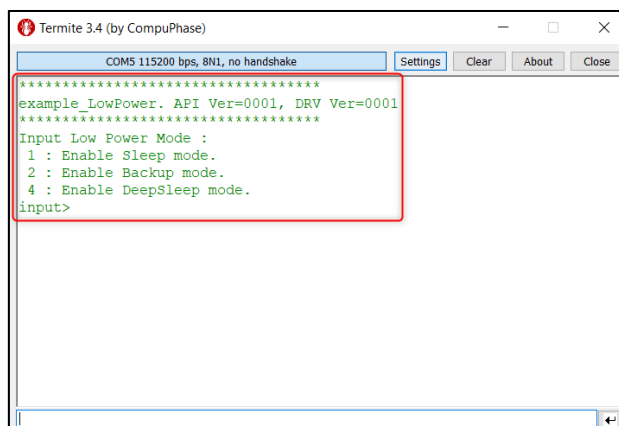 Termite 3.4 (by CompuPhase)
COM5 115200 bps, 8N1, no handshake
Settings
Clear
About
Close
***********************************
example_LowPower. API Ver=0001, DRV Ver=0001
***********************************
Input Low Power Mode :
1 : Enable Sleep mode.
2 : Enable Backup mode.
4 : Enable DeepSleep mode.
input>